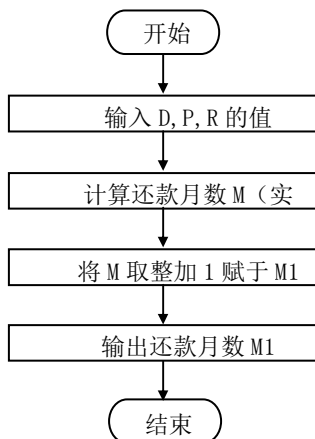 开始
输入 D,P,R 的值
计算还款月数 M（实
将 M 取整加 1 赋于 M1
输出还款月数 M1
结束